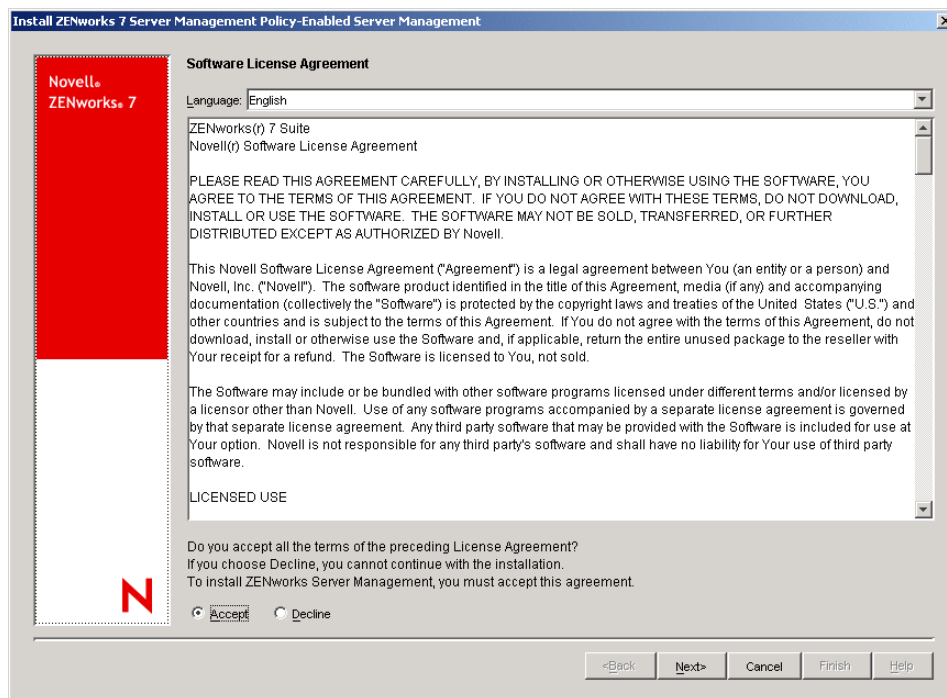 Install ZENworks 7 Server Management Policy-Enabled Server Management
Novell®
ZENworks® 7
Software License Agreement
Language: English
ZENworks(r) 7 Suite
Novell(r) Software License Agreement
PLEASE READ THIS AGREEMENT CAREFULLY, BY INSTALLING OR OTHERWISE USING THE SOFTWARE, YOU
AGREE TO THE TERMS OF THIS AGREEMENT.  IF YOU DO NOT AGREE WITH THESE TERMS, DO NOT DOWNLOAD,
INSTALL OR USE THE SOFTWARE.  THE SOFTWARE MAY NOT BE SOLD, TRANSFERRED, OR FURTHER
DISTRIBUTED EXCEPT AS AUTHORIZED BY Novell.
This Novell Software License Agreement ("Agreement") is a legal agreement between You (an entity or a person) and
Novell, Inc. ("Novell").  The software product identified in the title of this Agreement, media (if any) and accompanying
documentation (collectively the "Software") is protected by the copyright laws and treaties of the United  States ("U.S.") and
other countries and is subject to the terms of this Agreement.  If You do not agree with the terms of this Agreement, do not
download, install or otherwise use the Software and, if applicable, return the entire unused package to the reseller with
Your receipt for a refund.  The Software is licensed to You, not sold.
The Software may include or be bundled with other software programs licensed under different terms and/or licensed by
a licensor other than Novell.  Use of any software programs accompanied by a separate license agreement is governed
by that separate license agreement.  Any third party software that may be provided with the Software is included for use at
Your option.  Novell is not responsible for any third party's software and shall have no liability for Your use of third party
software.
LICENSED USE
Do you accept all the terms of the preceding License Agreement?
If you choose Decline, you cannot continue with the installation.
To install ZENworks Server Management, you must accept this agreement.
Accept Decline
N
<Back Next> Cancel Finish Help